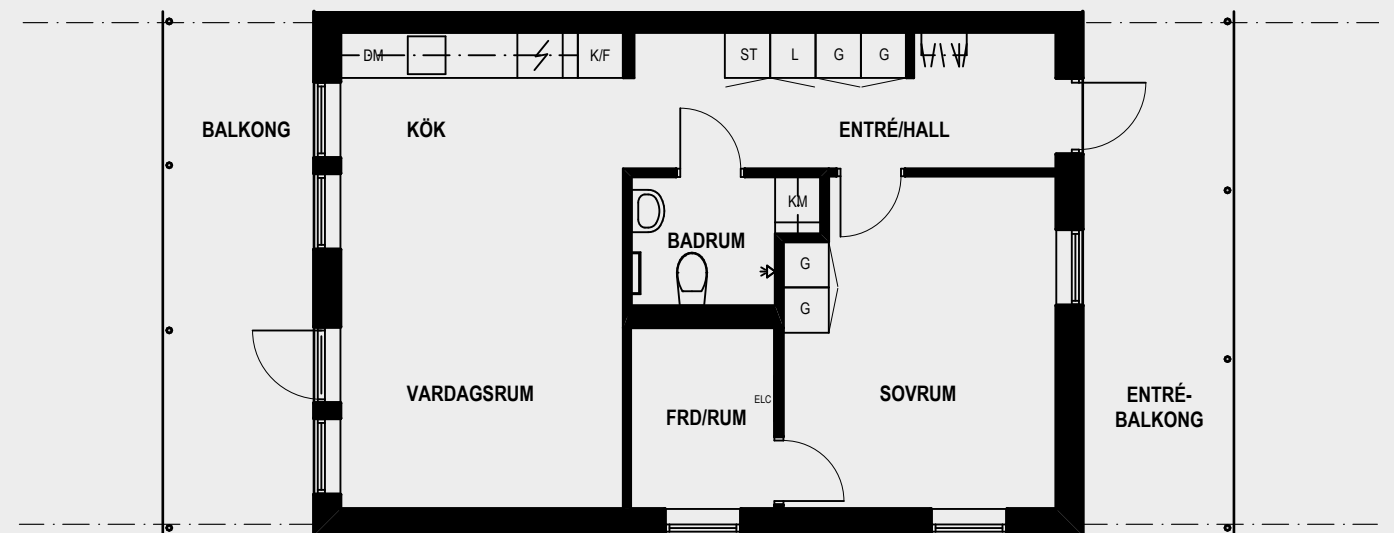 DM
K/F
ST
L
G
G
BALKONG
KÖK
ENTRÉ/HALL
KM
BADRUM
G
G
VARDAGSRUM
SOVRUM
ELC
FRD/RUM
ENTRÉ-
BALKONG